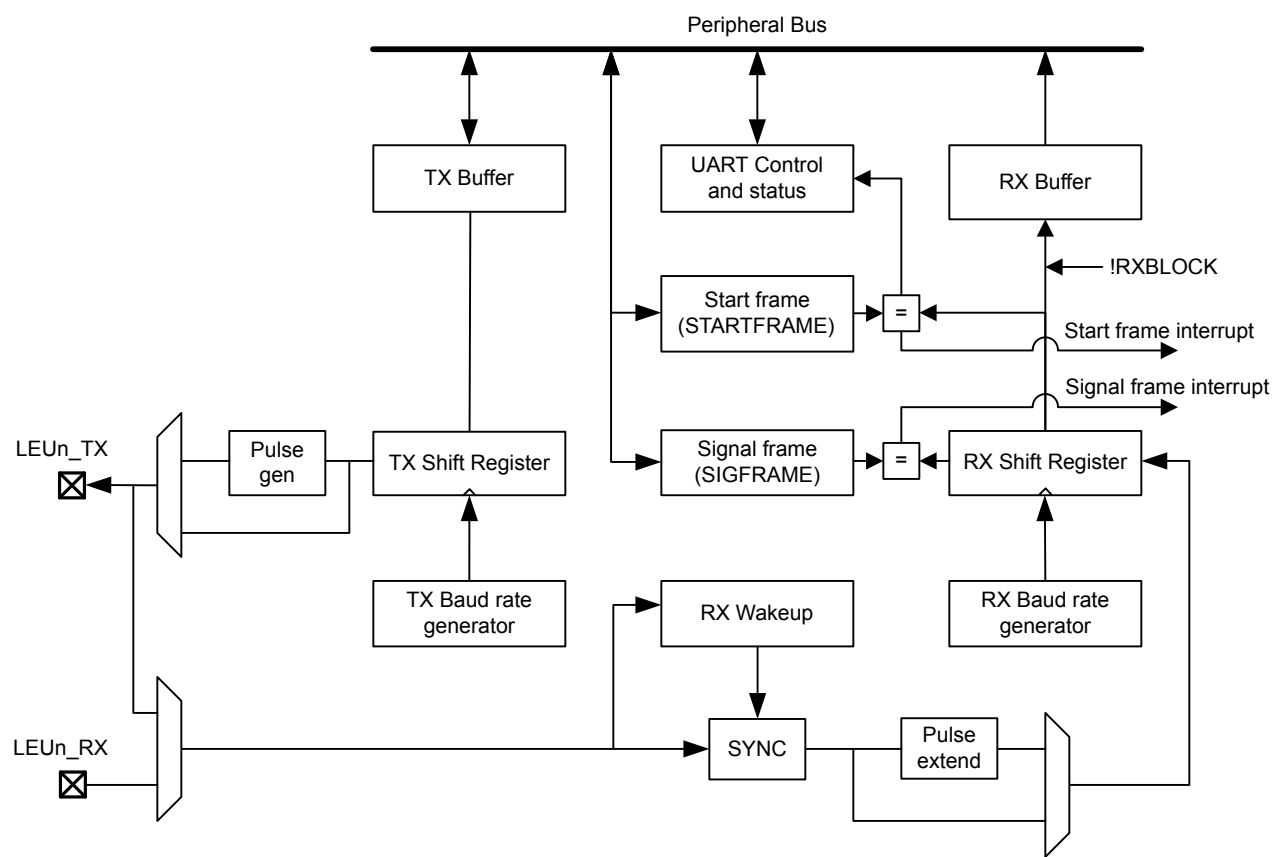 Peripheral Bus
TX Buffer
UART Control
and status
RX Buffer
!RXBLOCK
Start frame
(STARTFRAME)
=
Start frame interrupt
Signal frame interrupt
LEUn_TX
Pulse
gen
TX Shift Register
Signal frame
(SIGFRAME)
=
RX Shift Register
TX Baud rate
generator
RX Wakeup
RX Baud rate
generator
LEUn_RX
SYNC
Pulse
extend